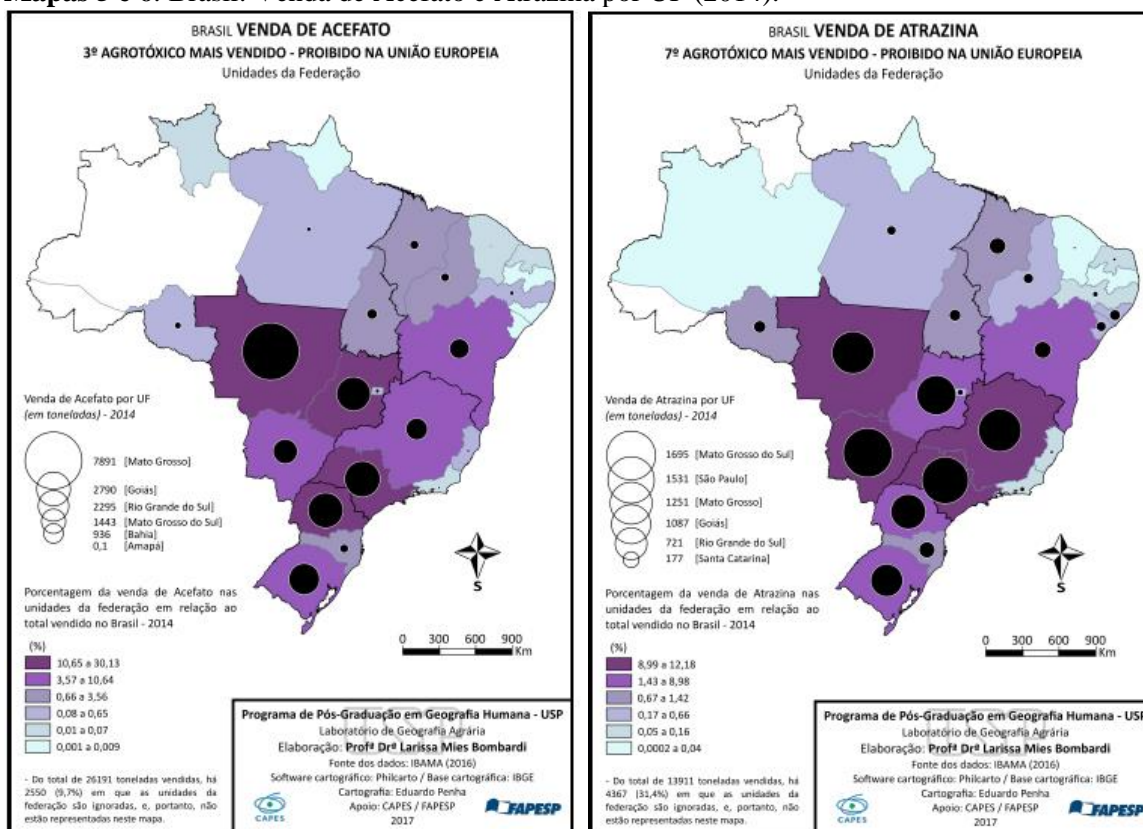 Mapas 5 e 6: Brasil: Venda de Acefato e Atrazina por UF (2014).
BRASIL VENDA DE ACEFATO
3º AGROTÓXICO MAIS VENDIDO - PROIBIDO NA UNIÃO EUROPEIA
Unidades da Federação
Venda de Acefato por UF
(em toneladas) - 2014
7891 [Mato Grosso]
2790 [Goiás]
2295 [Rio Grande do Sul]
1443 [Mato Grosso do Sul]
936 [Bahia]
0,1 [Amapá]
S
Porcentagem da venda de Acefato nas
unidades da federação em relação ao
total vendido no Brasil - 2014
(%)
10,65 a 30,13
3,57 a 10,64
0,66 a 3,56
0,08 a 0,65
0,01 a 0,07
0,001 a 0,009
0 300 600 900
Km
- Do total de 26191 toneladas vendidas, há
2550 (9,7%) em que as unidades da
federação são ignoradas, e, portanto, não
estão representadas neste mapa.
USP
Programa de Pós-Graduação em Geografia Humana - USP
Laboratório de Geografia Agrária
Elaboração: Profª Drª Larissa Mies Bombardi
Fonte dos dados: IBAMA (2016)
Software cartográfico: Philcarto / Base cartográfica: IBGE
Cartografia: Eduardo Penha
Apoio: CAPES / FAPESP
2017
CAPES
FAPESP
BRASIL VENDA DE ATRAZINA
7º AGROTÓXICO MAIS VENDIDO - PROIBIDO NA UNIÃO EUROPEIA
Unidades da Federação
Venda de Atrazina por UF
(em toneladas) - 2014
1695 [Mato Grosso do Sul]
1531 [São Paulo]
1251 [Mato Grosso]
1087 [Goiás]
721 [Rio Grande do Sul]
177 [Santa Catarina]
S
Porcentagem da venda de Atrazina nas
unidades da federação em relação ao
total vendido no Brasil - 2014
(%)
8,99 a 12,18
1,43 a 8,98
0,67 a 1,42
0,17 a 0,66
0,05 a 0,16
0,0002 a 0,04
0 300 600 900
Km
- Do total de 13911 toneladas vendidas, há
4367 (31,4%) em que as unidades da
federação são ignoradas, e, portanto, não
estão representadas neste mapa.
USP
Programa de Pós-Graduação em Geografia Humana - USP
Laboratório de Geografia Agrária
Elaboração: Profª Drª Larissa Mies Bombardi
Fonte dos dados: IBAMA (2016)
Software cartográfico: Philcarto / Base cartográfica: IBGE
Cartografia: Eduardo Penha
Apoio: CAPES / FAPESP
2017
CAPES
FAPESP